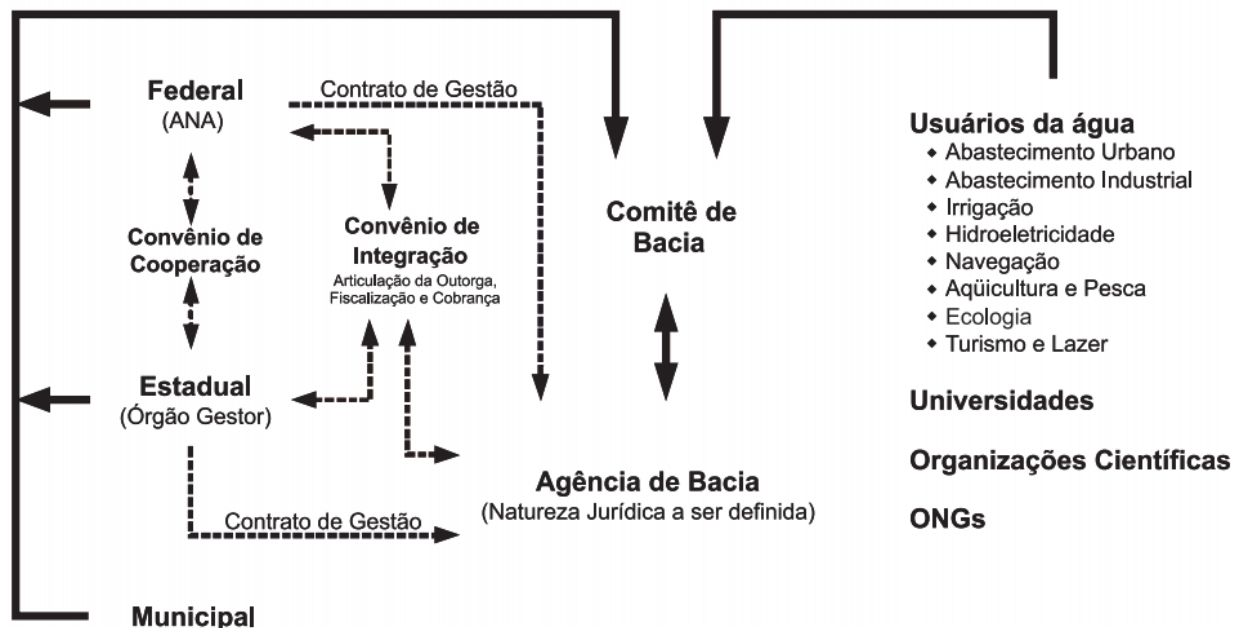 Federal
(ANA)
Contrato de Gestão
Convênio de
Cooperação
Convênio de
Integração
Articulação da Outorga,
Fiscalização e Cobrança
Estadual
(Órgão Gestor)
Contrato de Gestão
Municipal
Comitê de
Bacia
Agência de Bacia
(Natureza Jurídica a ser definida)
Usuários da água
◆ Abastecimento Urbano
◆ Abastecimento Industrial
◆ Irrigação
◆ Hidroeletricidade
◆ Navegação
◆ Aqüicultura e Pesca
◆ Ecologia
◆ Turismo e Lazer
Universidades
Organizações Científicas
ONGs